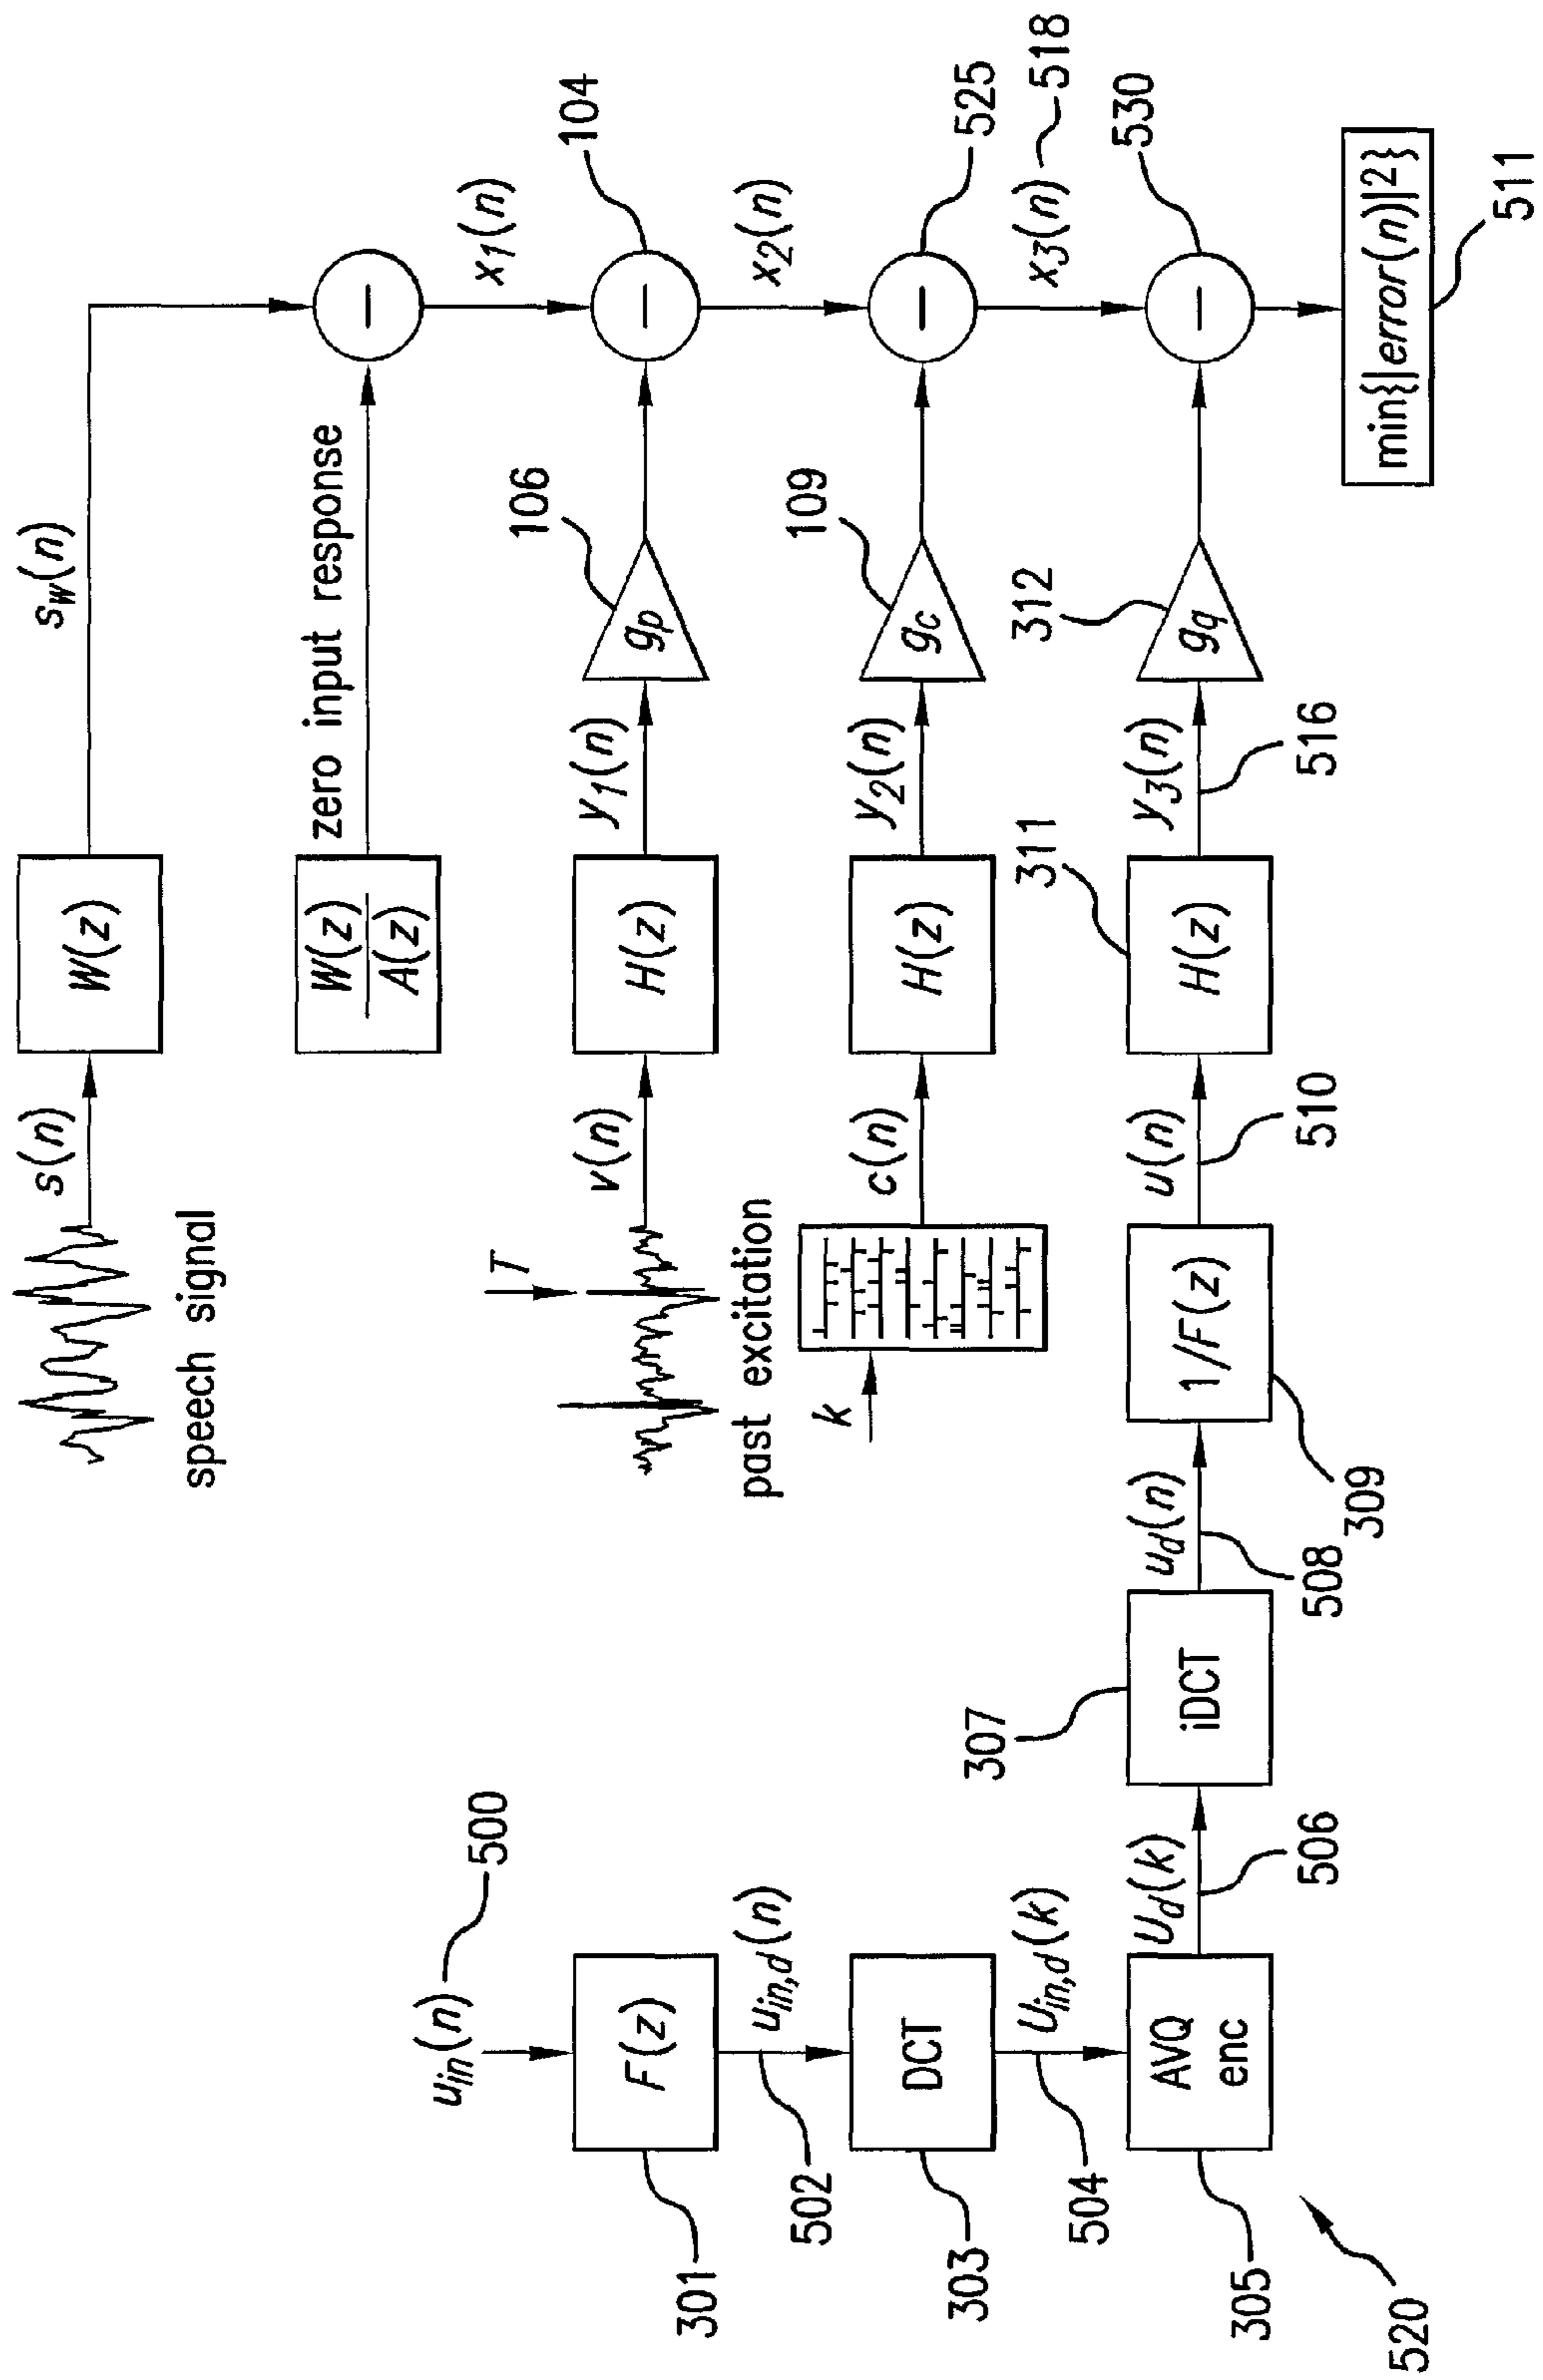 s(n)
W(z)
s_w(n)
speech signal
W(z)
A(z)
zero input response
x_1(n)
T
v(n)
H(z)
y_1(n)
106
g_p
104
past excitation
x_2(n)
k
c(n)
H(z)
y_2(n)
109
g_c
525
u_in(n)
500
F(z)
301
u_in,d(n)
502
DCT
303
U_in,d(k)
504
AVQ
enc
305
U_d(k)
506
307
iDCT
u_d(n)
508
1/F(z)
309
u(n)
510
311
H(z)
y_3(n)
516
312
g_q
x_3(n)
518
530
min{|error(n)|²}
511
520